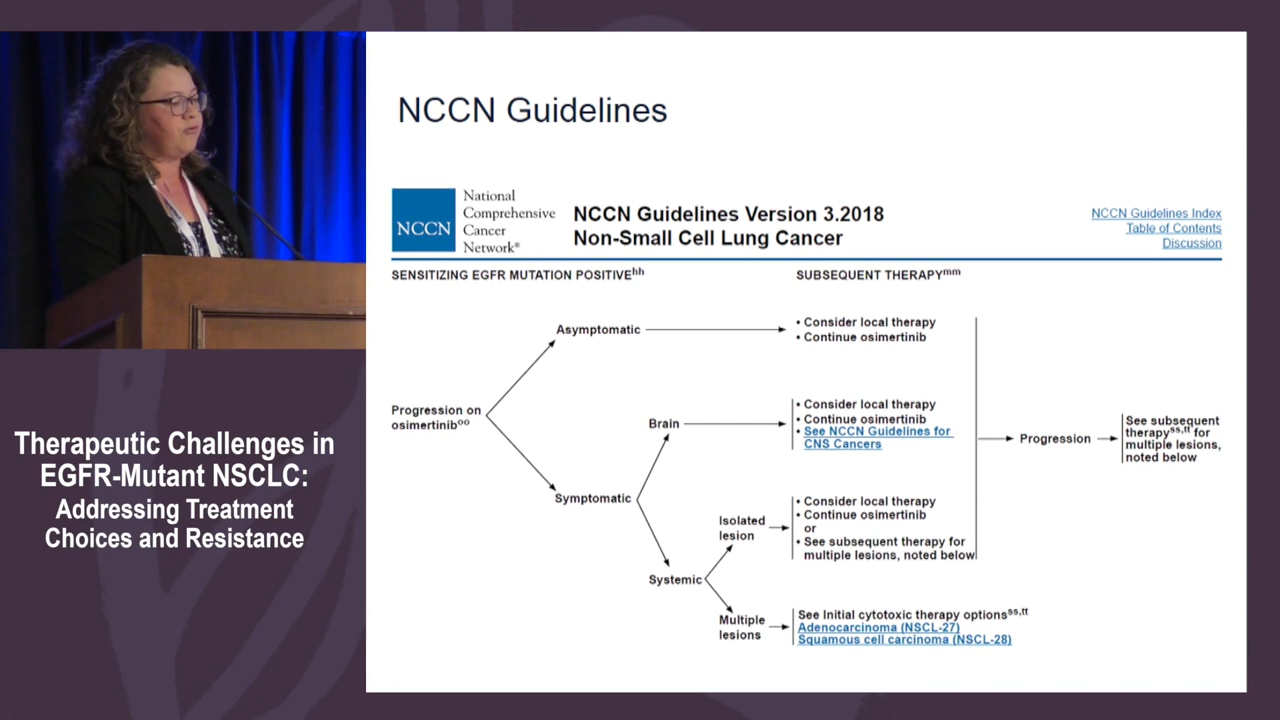 NCCN Guidelines
NCCN
National
Comprehensive
Cancer
Network®
NCCN Guidelines Version 3.2018
Non-Small Cell Lung Cancer
NCCN Guidelines Index
Table of Contents
Discussion
SENSITIZING EGFR MUTATION POSITIVEhh
SUBSEQUENT THERAPYmm
Asymptomatic
• Consider local therapy
• Continue osimertinib
Progression on
osimertiniboo
Brain
• Consider local therapy
• Continue osimertinib
• See NCCN Guidelines for
CNS Cancers
Progression
See subsequent
therapyss,tt for
multiple lesions,
noted below
Symptomatic
Isolated
lesion
• Consider local therapy
• Continue osimertinib
or
• See subsequent therapy for
multiple lesions, noted below
Systemic
Multiple
lesions
See Initial cytotoxic therapy optionsss,tt
Adenocarcinoma (NSCL-27)
Squamous cell carcinoma (NSCL-28)
Therapeutic Challenges in
EGFR-Mutant NSCLC:
Addressing Treatment
Choices and Resistance